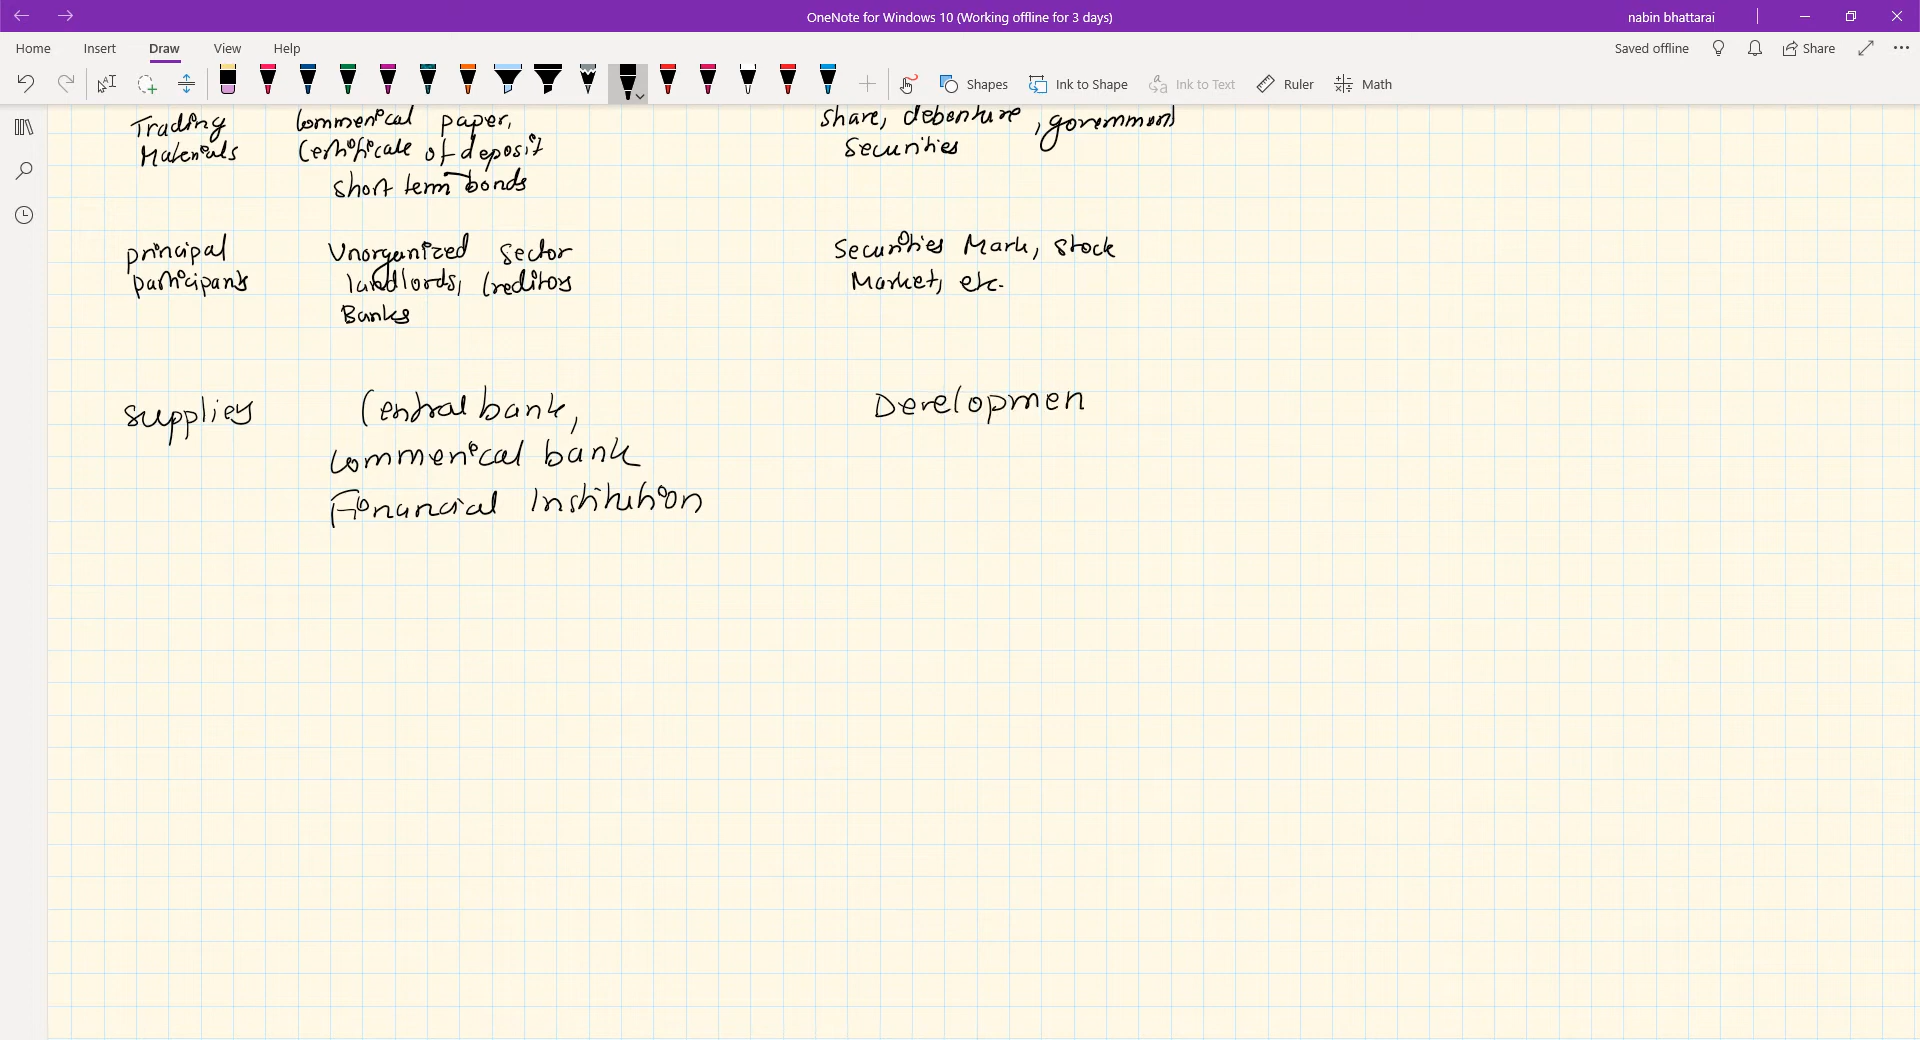 OneNote for Windows 10 (Working offline for 3 days)
nabin bhattarai
Home Insert Draw View Help
Saved offline Share
Shapes Ink to Shape Ink to Text Ruler Math
Trading Commerical paper, share, debenture, government
Materials Certificate of deposit Securities
short term bonds
principal Unorganized Sector Securities Mark, stock
participants landlords, Creditors Market, etc.
Banks
Supplies Central bank, Developmen
Commerical bank
Financial Institution